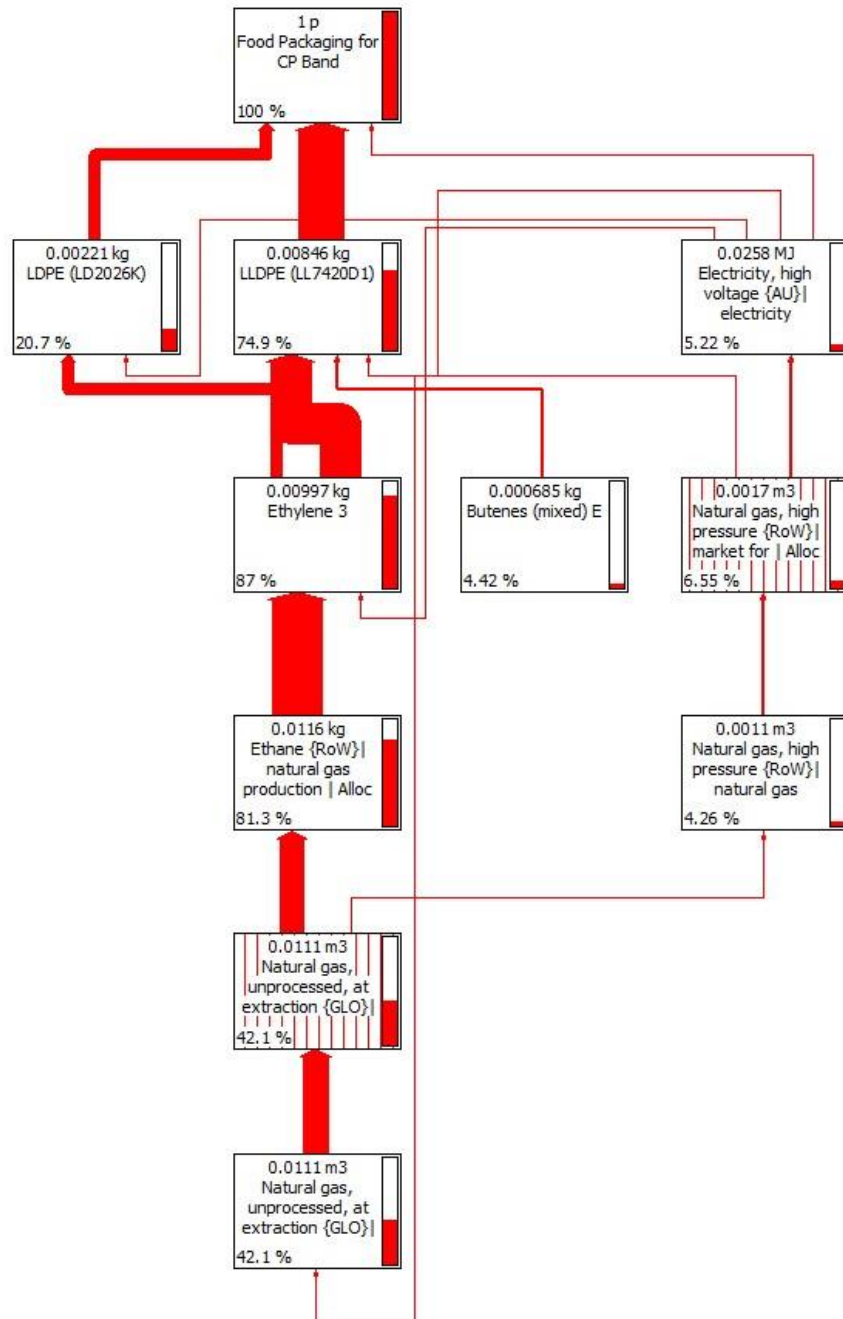 1 p
Food Packaging for
CP Band
100 %
0.00221 kg
LDPE (LD2026K)
20.7 %
0.00846 kg
LLDPE (LL7420D1)
74.9 %
0.0258 MJ
Electricity, high
voltage {AU}|
electricity
5.22 %
0.00997 kg
Ethylene 3
87 %
0.000685 kg
Butenes (mixed) E
4.42 %
0.0017 m3
Natural gas, high
pressure {RoW}|
market for | Alloc
6.55 %
0.0116 kg
Ethane {RoW}|
natural gas
production | Alloc
81.3 %
0.0011 m3
Natural gas, high
pressure {RoW}|
natural gas
4.26 %
0.0111 m3
Natural gas,
unprocessed, at
extraction {GLO}|
42.1 %
0.0111 m3
Natural gas,
unprocessed, at
extraction {GLO}|
42.1 %